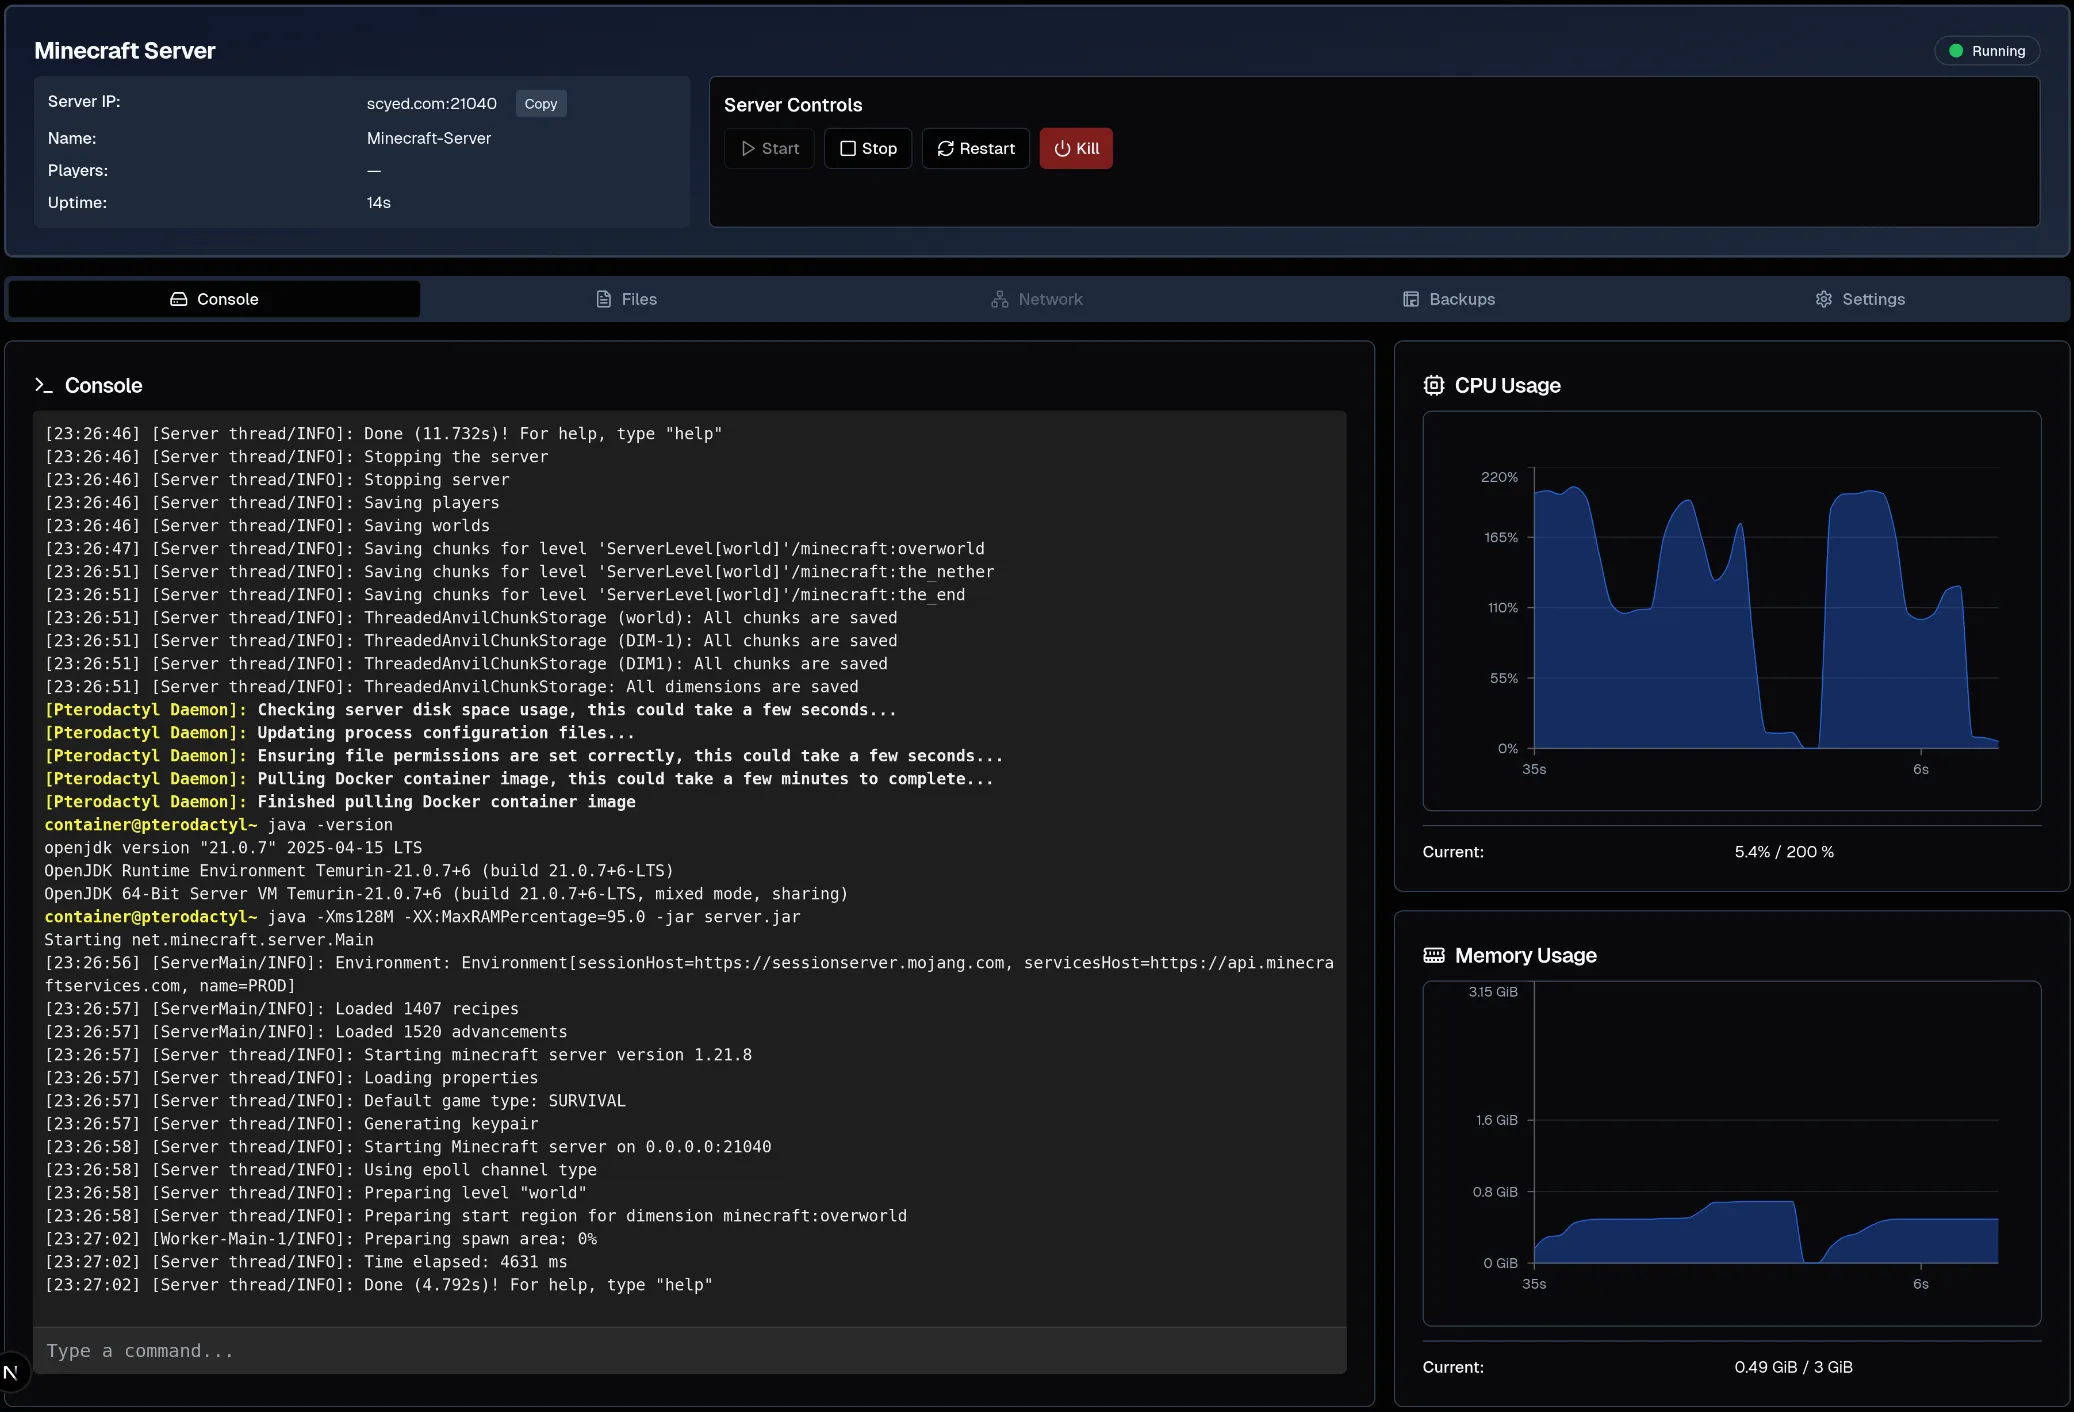 Minecraft Server
Running
Server IP:
scyed.com:21040
Copy
Name:
Minecraft-Server
Players:
—
Uptime:
14s
Server Controls
Start
Stop
Restart
Kill
Console
Files
Network
Backups
Settings
>_ Console
[23:26:46] [Server thread/INFO]: Done (11.732s)! For help, type "help"
[23:26:46] [Server thread/INFO]: Stopping the server
[23:26:46] [Server thread/INFO]: Stopping server
[23:26:46] [Server thread/INFO]: Saving players
[23:26:46] [Server thread/INFO]: Saving worlds
[23:26:47] [Server thread/INFO]: Saving chunks for level 'ServerLevel[world]'/minecraft:overworld
[23:26:51] [Server thread/INFO]: Saving chunks for level 'ServerLevel[world]'/minecraft:the_nether
[23:26:51] [Server thread/INFO]: Saving chunks for level 'ServerLevel[world]'/minecraft:the_end
[23:26:51] [Server thread/INFO]: ThreadedAnvilChunkStorage (world): All chunks are saved
[23:26:51] [Server thread/INFO]: ThreadedAnvilChunkStorage (DIM-1): All chunks are saved
[23:26:51] [Server thread/INFO]: ThreadedAnvilChunkStorage (DIM1): All chunks are saved
[23:26:51] [Server thread/INFO]: ThreadedAnvilChunkStorage: All dimensions are saved
[Pterodactyl Daemon]: Checking server disk space usage, this could take a few seconds...
[Pterodactyl Daemon]: Updating process configuration files...
[Pterodactyl Daemon]: Ensuring file permissions are set correctly, this could take a few seconds...
[Pterodactyl Daemon]: Pulling Docker container image, this could take a few minutes to complete...
[Pterodactyl Daemon]: Finished pulling Docker container image
container@pterodactyl~ java -version
openjdk version "21.0.7" 2025-04-15 LTS
OpenJDK Runtime Environment Temurin-21.0.7+6 (build 21.0.7+6-LTS)
OpenJDK 64-Bit Server VM Temurin-21.0.7+6 (build 21.0.7+6-LTS, mixed mode, sharing)
container@pterodactyl~ java -Xms128M -XX:MaxRAMPercentage=95.0 -jar server.jar
Starting net.minecraft.server.Main
[23:26:56] [ServerMain/INFO]: Environment: Environment[sessionHost=https://sessionserver.mojang.com, servicesHost=https://api.minecra
ftservices.com, name=PROD]
[23:26:57] [ServerMain/INFO]: Loaded 1407 recipes
[23:26:57] [ServerMain/INFO]: Loaded 1520 advancements
[23:26:57] [Server thread/INFO]: Starting minecraft server version 1.21.8
[23:26:57] [Server thread/INFO]: Loading properties
[23:26:57] [Server thread/INFO]: Default game type: SURVIVAL
[23:26:57] [Server thread/INFO]: Generating keypair
[23:26:58] [Server thread/INFO]: Starting Minecraft server on 0.0.0.0:21040
[23:26:58] [Server thread/INFO]: Using epoll channel type
[23:26:58] [Server thread/INFO]: Preparing level "world"
[23:26:58] [Server thread/INFO]: Preparing start region for dimension minecraft:overworld
[23:27:02] [Worker-Main-1/INFO]: Preparing spawn area: 0%
[23:27:02] [Server thread/INFO]: Time elapsed: 4631 ms
[23:27:02] [Server thread/INFO]: Done (4.792s)! For help, type "help"
Type a command...
N
CPU Usage
220%
165%
110%
55%
0%
35s
6s
Current:
5.4% / 200 %
Memory Usage
3.15 GiB
1.6 GiB
0.8 GiB
0 GiB
35s
6s
Current:
0.49 GiB / 3 GiB